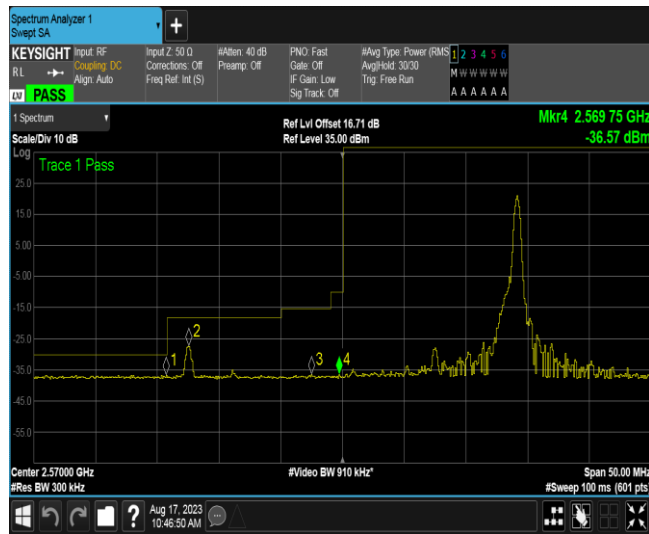 Spectrum Analyzer 1
Swept SA
+
KEYSIGHT
RL
LXI PASS
Input: RF
Coupling: DC
Align: Auto
Input Z: 50 Ω
Corrections: Off
Freq Ref: Int (S)
#Atten: 40 dB
Preamp: Off
PNO: Fast
Gate: Off
IF Gain: Low
Sig Track: Off
#Avg Type: Power (RMS
Avg|Hold: 30/30
Trig: Free Run
1 2 3 4 5 6
M W W W W W
A A A A A A
1 Spectrum
Scale/Div 10 dB
Ref Lvl Offset 16.71 dB
Ref Level 35.00 dBm
Mkr4 2.569 75 GHz
-36.57 dBm
Log
Trace 1 Pass
25.0
15.0
5.00
-5.00
-15.0
-25.0
-35.0
-45.0
-55.0
1
2
3
4
Center 2.57000 GHz
#Res BW 300 kHz
#Video BW 910 kHz*
Span 50.00 MHz
#Sweep 100 ms (601 pts
?
Aug 17, 2023
10:46:50 AM